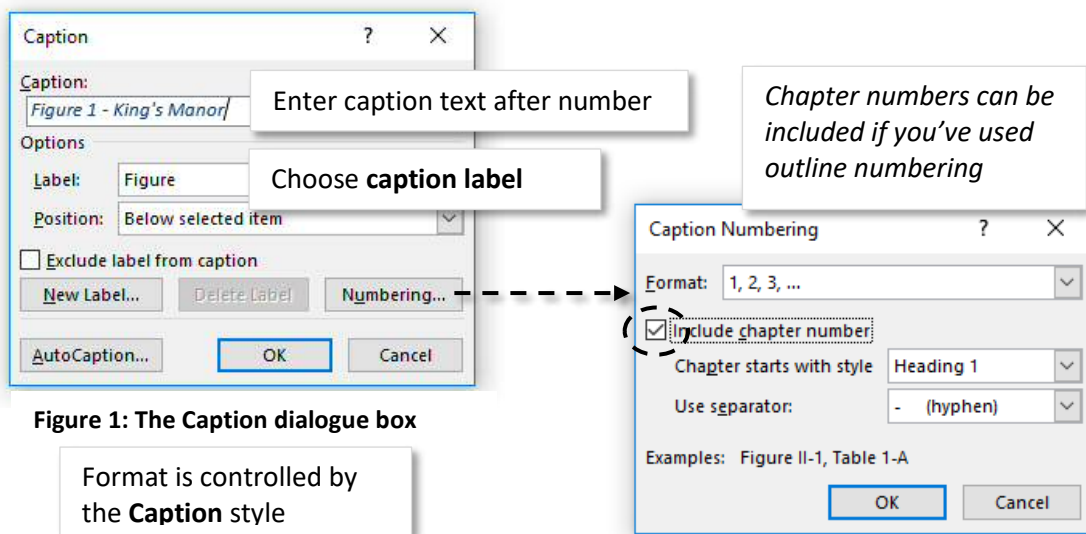 Caption ? ×
Caption:
Figure 1 - King's Manor
Enter caption text after number
Options
Label: Figure
Choose caption label
Position: Below selected item
Exclude label from caption
New Label... Delete Label Numbering...
AutoCaption... OK Cancel
Figure 1: The Caption dialogue box
Format is controlled by
the Caption style
Chapter numbers can be
included if you’ve used
outline numbering
Caption Numbering ? ×
Format: 1, 2, 3, ...
Include chapter number
Chapter starts with style Heading 1
Use separator: - (hyphen)
Examples: Figure II-1, Table 1-A
OK Cancel